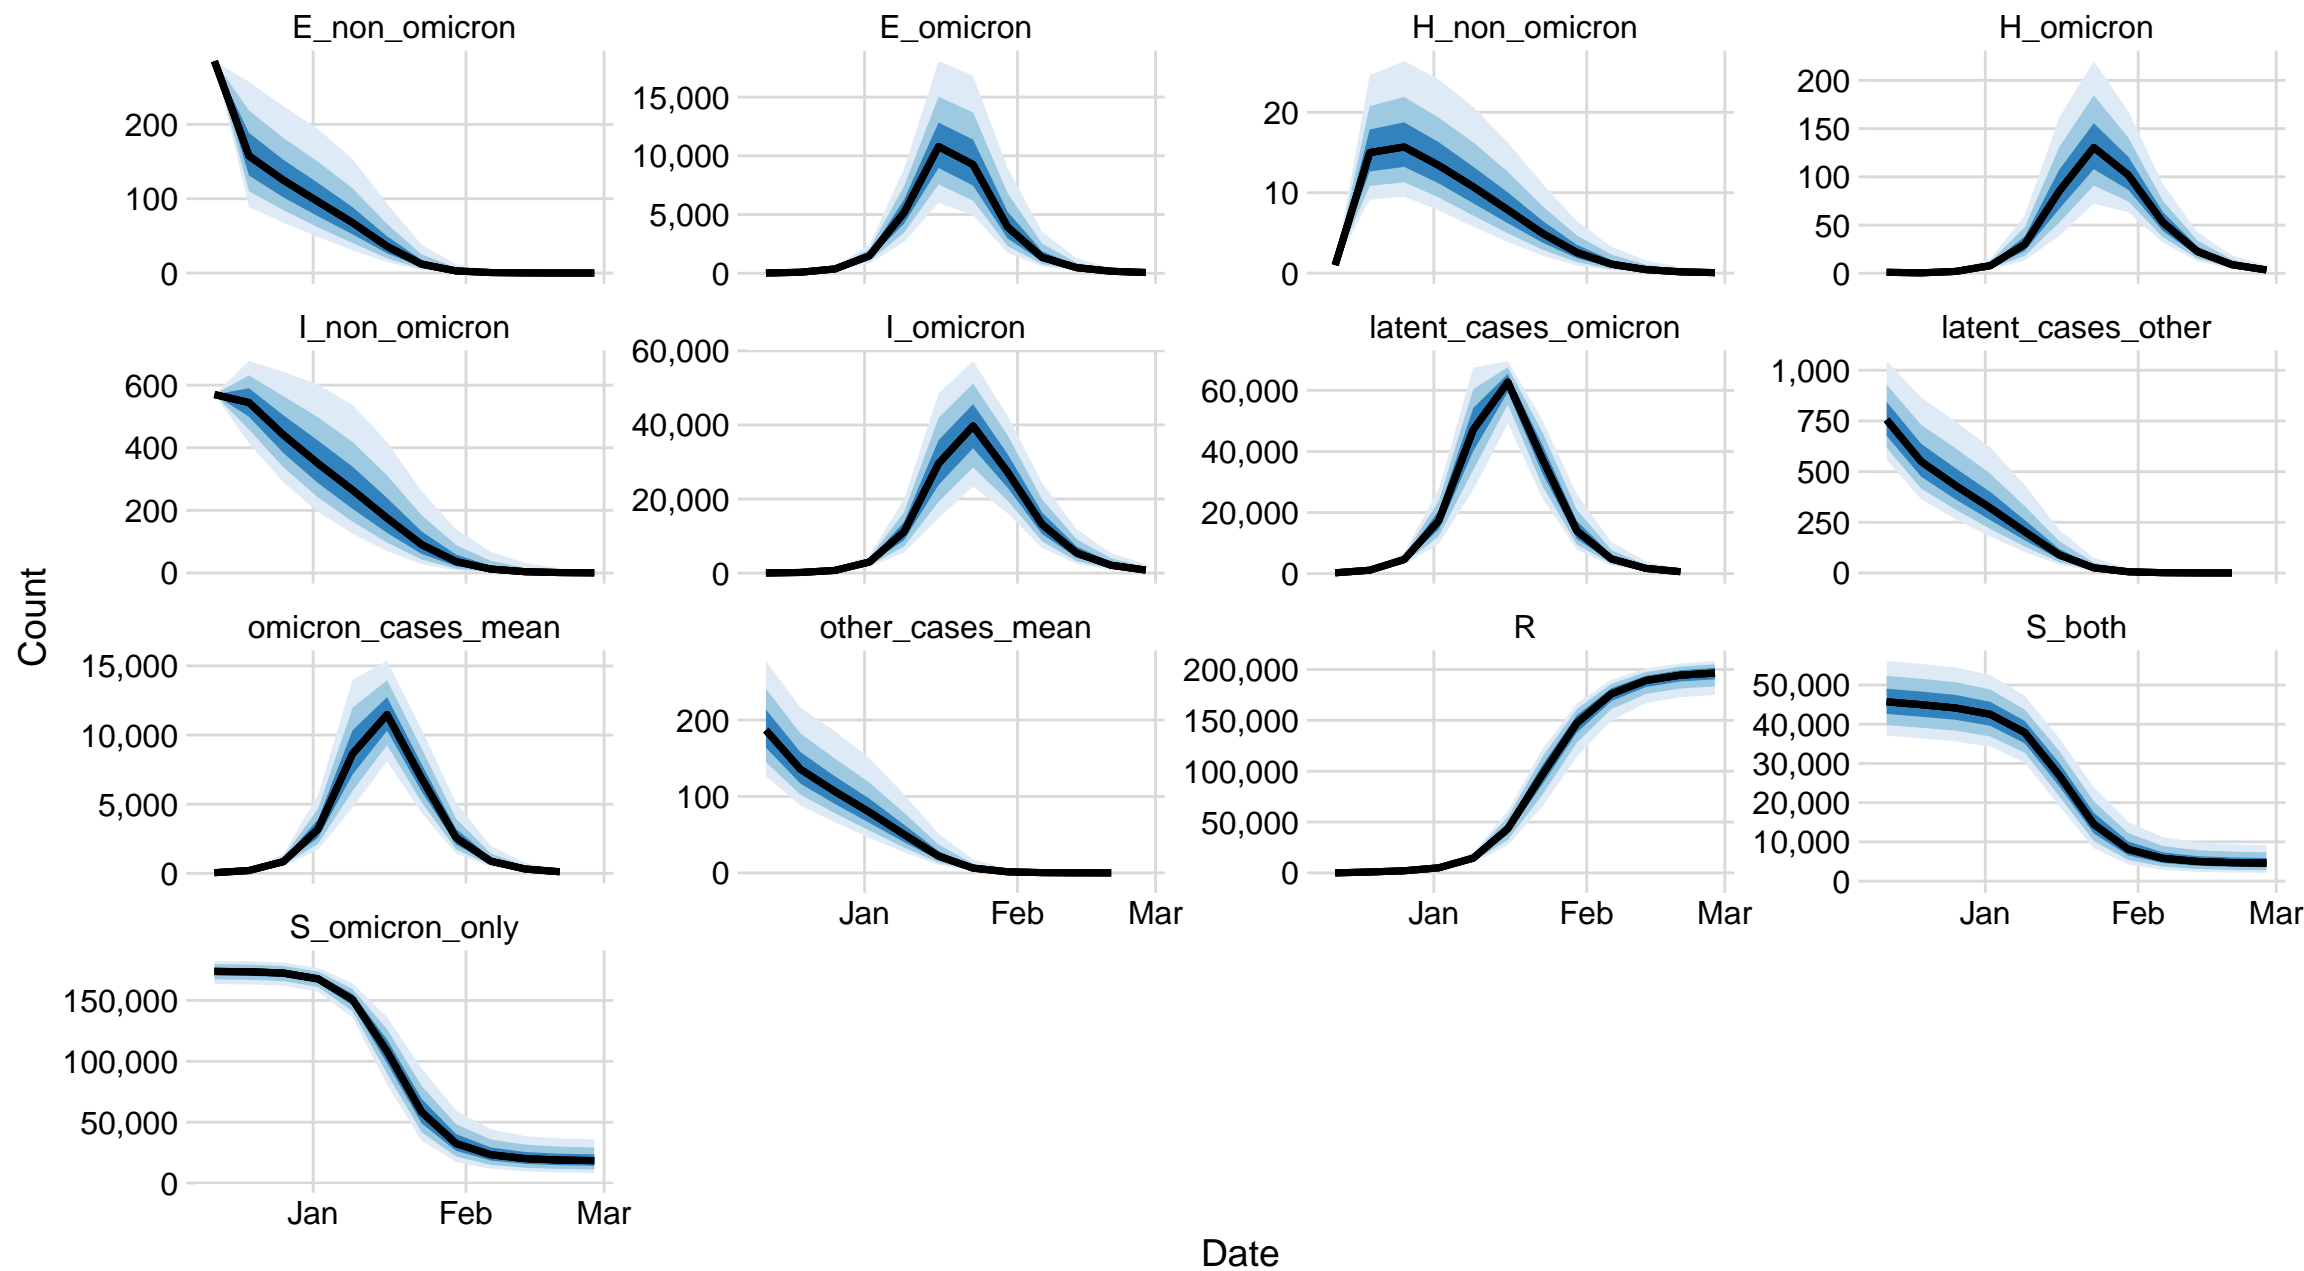 E_non_omicron
200
100
0
E_omicron
15,000
10,000
5,000
0
H_non_omicron
20
10
0
H_omicron
200
150
100
50
0
I_non_omicron
600
400
200
0
I_omicron
60,000
40,000
20,000
0
latent_cases_omicron
60,000
40,000
20,000
0
latent_cases_other
1,000
750
500
250
0
omicron_cases_mean
15,000
10,000
5,000
0
other_cases_mean
200
100
0
Jan Feb Mar
R
200,000
150,000
100,000
50,000
0
Jan Feb Mar
S_both
50,000
40,000
30,000
20,000
10,000
0
Jan Feb Mar
S_omicron_only
150,000
100,000
50,000
0
Jan Feb Mar
Count
Date